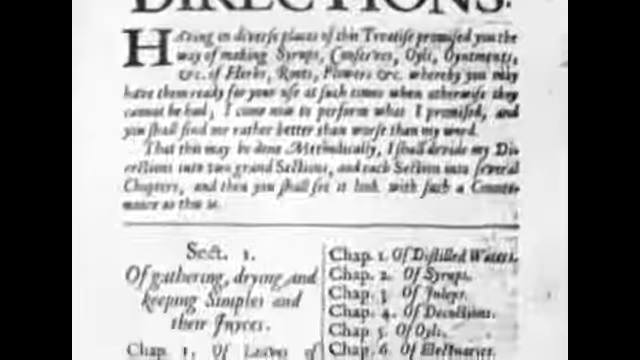 DIRECTIONS.
HAving in diverſe places of this Treatiſe promiſed you the
way of making Syrups, Conſerves, Oyls, Oyntments,
&c. of Herbs, Roots, Flowers &c. whereby you may
have them ready for your uſe at ſuch times when otherwiſe they
cannot be had; I come now to perform what I promiſed, and
you ſhall find me rather better than worſe than my word.
That this may be done Methodically, I ſhall divide my Di-
rections into two grand Sections, and each Section into ſeveral
Chapters, and then you ſhall ſee it look with ſuch a Counte-
nance as this is.
Sect. 1.
Of gathering, drying and
keeping Simples and
their Juyces.
Chap. 1. Of Leaves of
Chap. 1. Of Diſtilled Waters.
Chap. 2. Of Syrups.
Chap. 3 Of Juleps.
Chap. 4. Of Decoctions.
Chap. 5. Of Oyls.
Chap. 6 Of Electuaries.